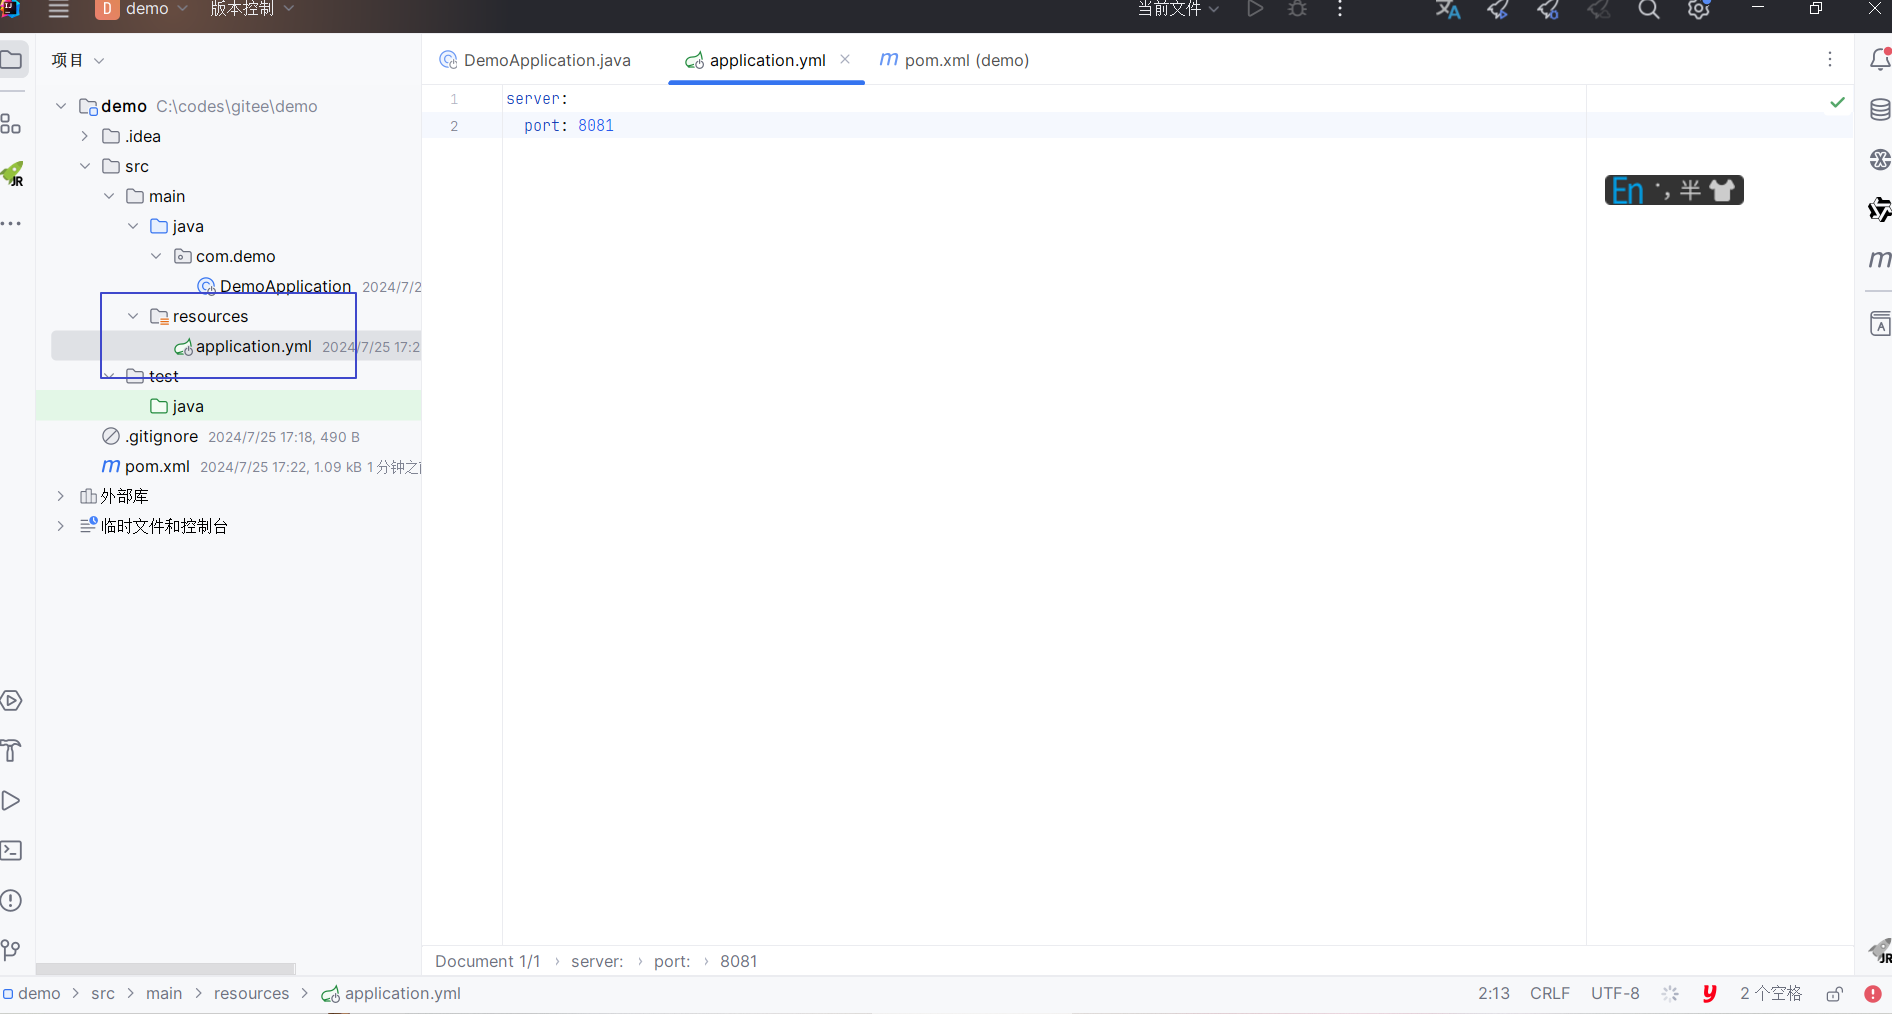 D demo 版本控制 当前文件
项目
DemoApplication.java application.yml pom.xml (demo)
demo C:\codes\gitee\demo
.idea
src
main
java
com.demo
DemoApplication 2024/7/2
resources
application.yml 2024/7/25 17:2
test
java
.gitignore 2024/7/25 17:18, 490 B
pom.xml 2024/7/25 17:22, 1.09 kB 1 分钟之前
外部库
临时文件和控制台
1 server:
2 port: 8081
En 半
Document 1/1 › server: › port: › 8081
demo > src > main > resources > application.yml
2:13 CRLF UTF-8 2 个空格